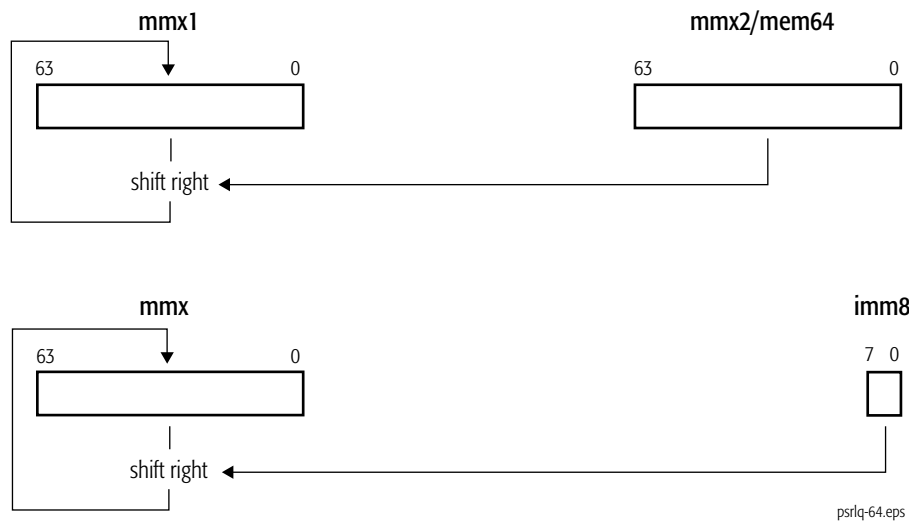 mmx1 mmx2/mem64
63 0 63 0
shift right
mmx imm8
63 0 7 0
shift right
psrlq-64.eps